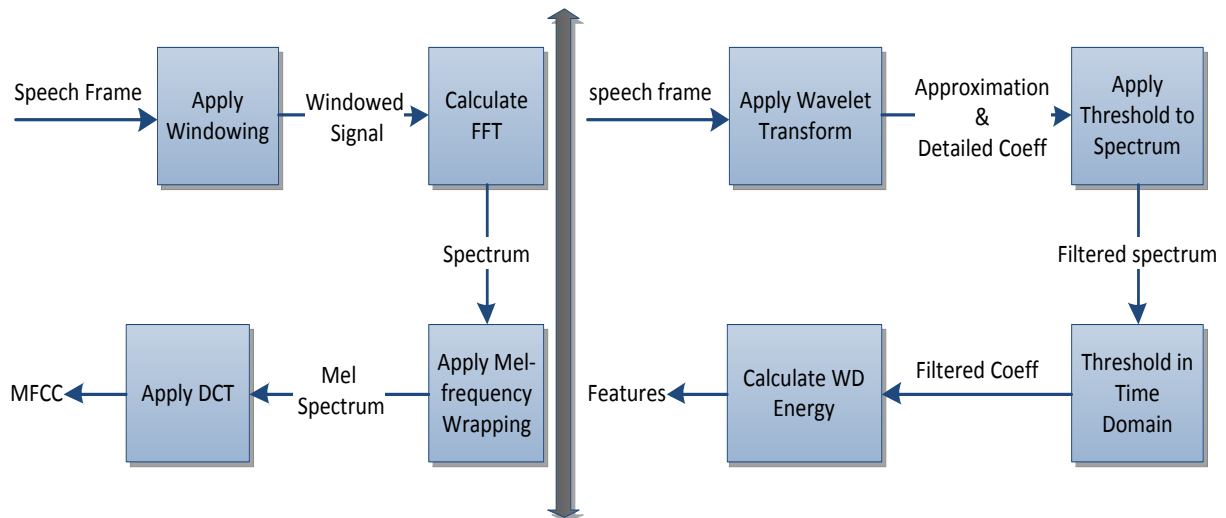 Speech Frame
Apply
Windowing
Windowed
Signal
Calculate
FFT
Spectrum
Apply Mel-
frequency
Wrapping
Mel
Spectrum
Apply DCT
MFCC
speech frame
Apply Wavelet
Transform
Approximation
&
Detailed Coeff
Apply
Threshold to
Spectrum
Filtered spectrum
Threshold in
Time
Domain
Filtered Coeff
Calculate WD
Energy
Features